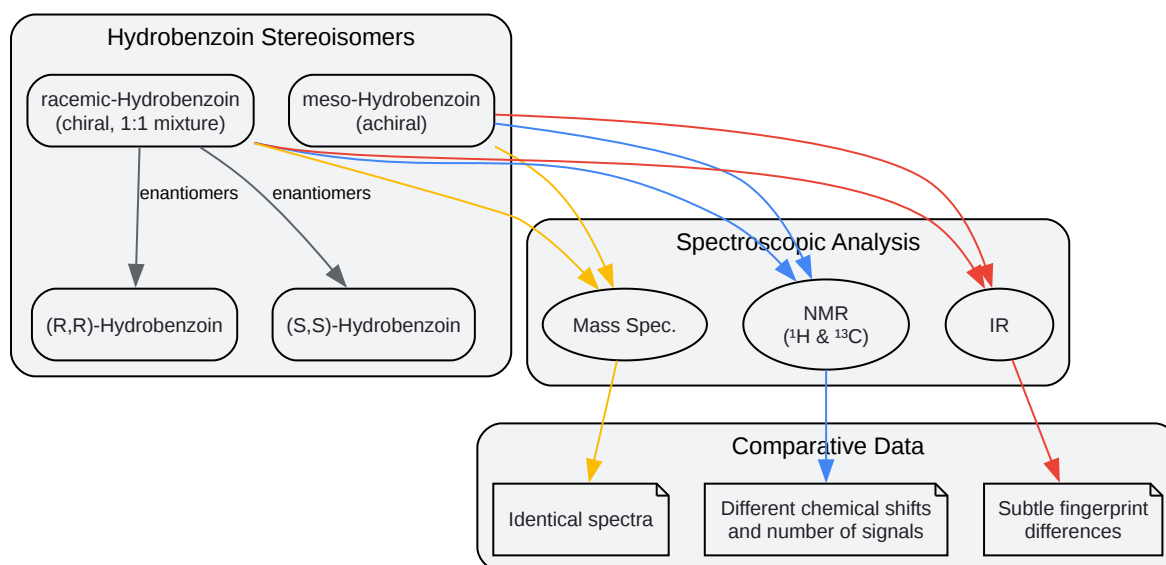 Hydrobenzoin Stereoisomers
racemic-Hydrobenzoin
(chiral, 1:1 mixture)
meso-Hydrobenzoin
(achiral)
enantiomers
enantiomers
(R,R)-Hydrobenzoin
(S,S)-Hydrobenzoin
Spectroscopic Analysis
Mass Spec.
NMR
(¹H & ¹³C)
IR
Comparative Data
Identical spectra
Different chemical shifts
and number of signals
Subtle fingerprint
differences